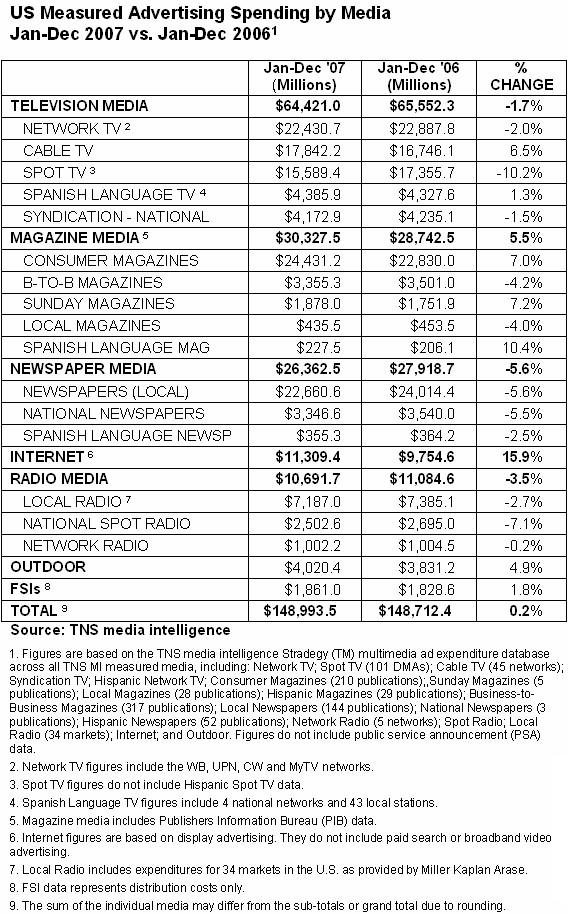 US Measured Advertising Spending by Media
Jan-Dec 2007 vs. Jan-Dec 2006¹
Jan-Dec '07 (Millions) Jan-Dec '06 (Millions) % CHANGE
TELEVISION MEDIA $64,421.0 $65,552.3 -1.7%
NETWORK TV ² $22,430.7 $22,887.8 -2.0%
CABLE TV $17,842.2 $16,746.1 6.5%
SPOT TV ³ $15,589.4 $17,355.7 -10.2%
SPANISH LANGUAGE TV ⁴ $4,385.9 $4,327.6 1.3%
SYNDICATION - NATIONAL $4,172.9 $4,235.1 -1.5%
MAGAZINE MEDIA ⁵ $30,327.5 $28,742.5 5.5%
CONSUMER MAGAZINES $24,431.2 $22,830.0 7.0%
B-TO-B MAGAZINES $3,355.3 $3,501.0 -4.2%
SUNDAY MAGAZINES $1,878.0 $1,751.9 7.2%
LOCAL MAGAZINES $435.5 $453.5 -4.0%
SPANISH LANGUAGE MAG $227.5 $206.1 10.4%
NEWSPAPER MEDIA $26,362.5 $27,918.7 -5.6%
NEWSPAPERS (LOCAL) $22,660.6 $24,014.4 -5.6%
NATIONAL NEWSPAPERS $3,346.6 $3,540.0 -5.5%
SPANISH LANGUAGE NEWSP $355.3 $364.2 -2.5%
INTERNET ⁶ $11,309.4 $9,754.6 15.9%
RADIO MEDIA $10,691.7 $11,084.6 -3.5%
LOCAL RADIO ⁷ $7,187.0 $7,385.1 -2.7%
NATIONAL SPOT RADIO $2,502.6 $2,695.0 -7.1%
NETWORK RADIO $1,002.2 $1,004.5 -0.2%
OUTDOOR $4,020.4 $3,831.2 4.9%
FSIs ⁸ $1,861.0 $1,828.6 1.8%
TOTAL ⁹ $148,993.5 $148,712.4 0.2%
Source: TNS media intelligence
1. Figures are based on the TNS media intelligence Stradegy (TM) multimedia ad expenditure database
across all TNS MI measured media, including: Network TV; Spot TV (101 DMAs); Cable TV (45 networks);
Syndication TV; Hispanic Network TV; Consumer Magazines (210 publications);,Sunday Magazines (5
publications); Local Magazines (28 publications); Hispanic Magazines (29 publications); Business-to-
Business Magazines (317 publications); Local Newspapers (144 publications); National Newspapers (3
publications); Hispanic Newspapers (52 publications); Network Radio (5 networks); Spot Radio; Local
Radio (34 markets); Internet; and Outdoor. Figures do not include public service announcement (PSA)
data.
2. Network TV figures include the WB, UPN, CW and MyTV networks.
3. Spot TV figures do not include Hispanic Spot TV data.
4. Spanish Language TV figures include 4 national networks and 43 local stations.
5. Magazine media includes Publishers Information Bureau (PIB) data.
6. Internet figures are based on display advertising. They do not include paid search or broadband video
advertising.
7. Local Radio includes expenditures for 34 markets in the U.S. as provided by Miller Kaplan Arase.
8. FSI data represents distribution costs only.
9. The sum of the individual media may differ from the sub-totals or grand total due to rounding.